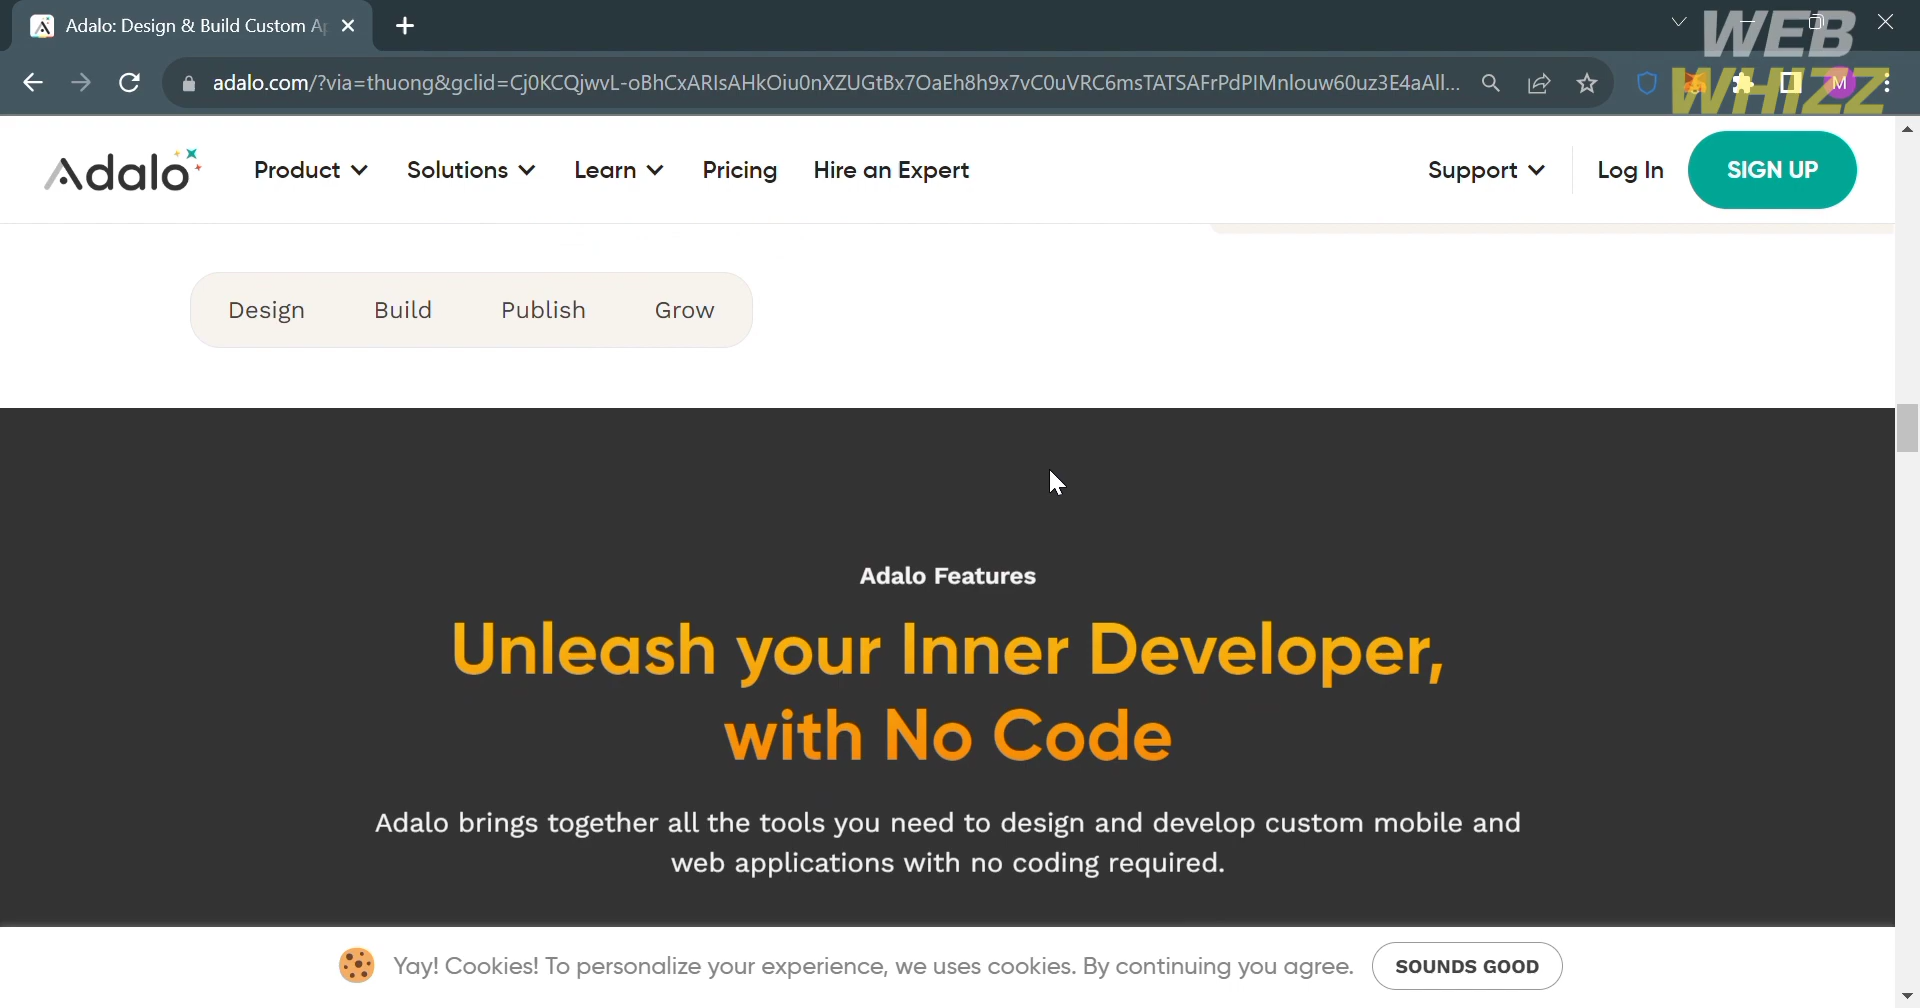 Adalo: Design & Build Custom Ap
WEB
WHIZZ
adalo.com/?via=thuong&gclid=Cj0KCQjwvL-oBhCxARIsAHkOiu0nXZUGtBx7OaEh8h9x7vC0uVRC6msTATSAFrPdPIMnlouw60uz3E4aAll...
M
Adalo
Product
Solutions
Learn
Pricing
Hire an Expert
Support
Log In
SIGN UP
Design
Build
Publish
Grow
Adalo Features
Unleash your Inner Developer,
with No Code
Adalo brings together all the tools you need to design and develop custom mobile and
web applications with no coding required.
Yay! Cookies! To personalize your experience, we uses cookies. By continuing you agree.
SOUNDS GOOD